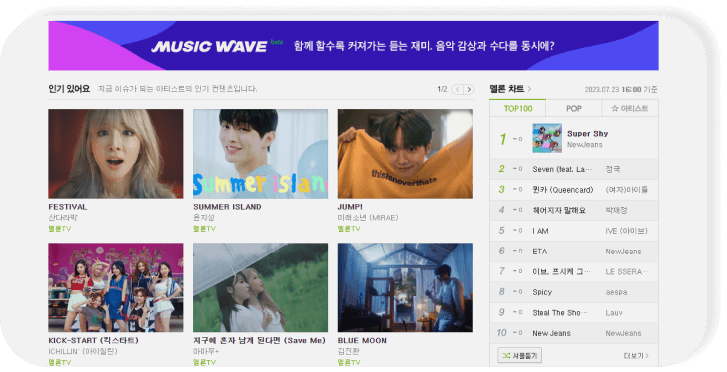 MUSIC WAVE beta 함께 할수록 커져가는 듣는 재미. 음악 감상과 수다를 동시에?
인기 있어요 지금 이슈가 되는 아티스트의 인기 컨텐츠입니다. 1/2
FESTIVAL
산다라박
멜론TV
Summer island
SUMMER ISLAND
윤지성
멜론TV
thisisnoverthate
JUMP!
미래소년 (MIRAE)
멜론TV
KICK-START (킥스타트)
ICHILLIN' (아이칠린)
멜론TV
지구에 혼자 남게 된다면 (Save Me)
마마무+
멜론TV
BLUE MOON
김진환
멜론TV
멜론 차트 2023.07.23 16:00 기준
TOP100 POP ☆ 아티스트
1 - 0 Super Shy
NewJeans
2 - 0 Seven (feat. La··· 정국
3 - 0 퀸카 (Queencard) (여자)아이들
4 - 0 헤어지자 말해요 박재정
5 - 0 I AM IVE (아이브)
6 - 0 ETA NewJeans
7 - 0 이브, 프시케 그··· LE SSERA···
8 - 0 Spicy aespa
9 - 0 Steal The Sho··· Lauv
10 - 0 New Jeans NewJeans
셔플듣기 더보기